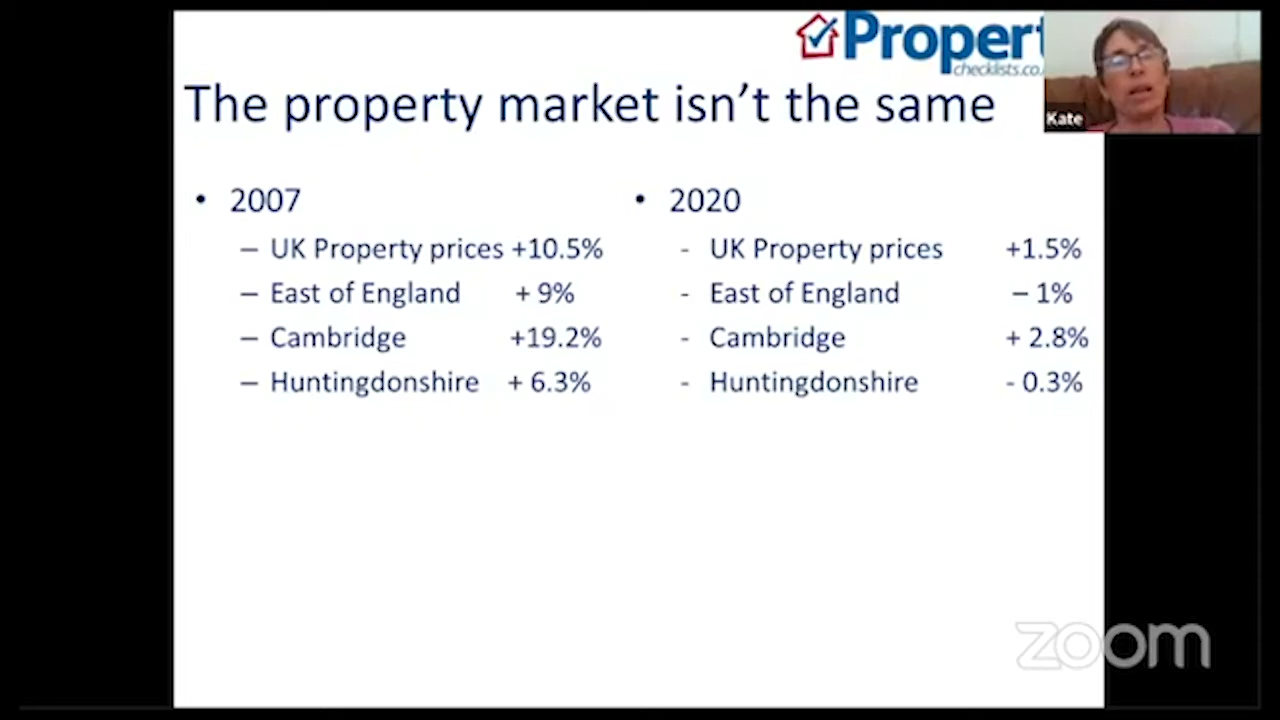 Propert
checklists.co.
Kate
The property market isn't the same
• 2007
– UK Property prices +10.5%
– East of England + 9%
– Cambridge +19.2%
– Huntingdonshire + 6.3%
• 2020
- UK Property prices +1.5%
- East of England – 1%
- Cambridge + 2.8%
- Huntingdonshire - 0.3%
zoom